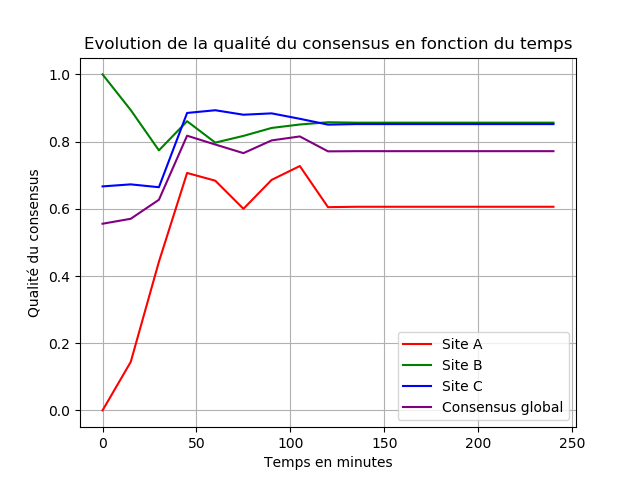 Evolution de la qualité du consensus en fonction du temps
1.0
0.8
0.6
0.4
0.2
0.0
Qualité du consensus
0
50
100
150
200
250
Temps en minutes
Site A
Site B
Site C
Consensus global